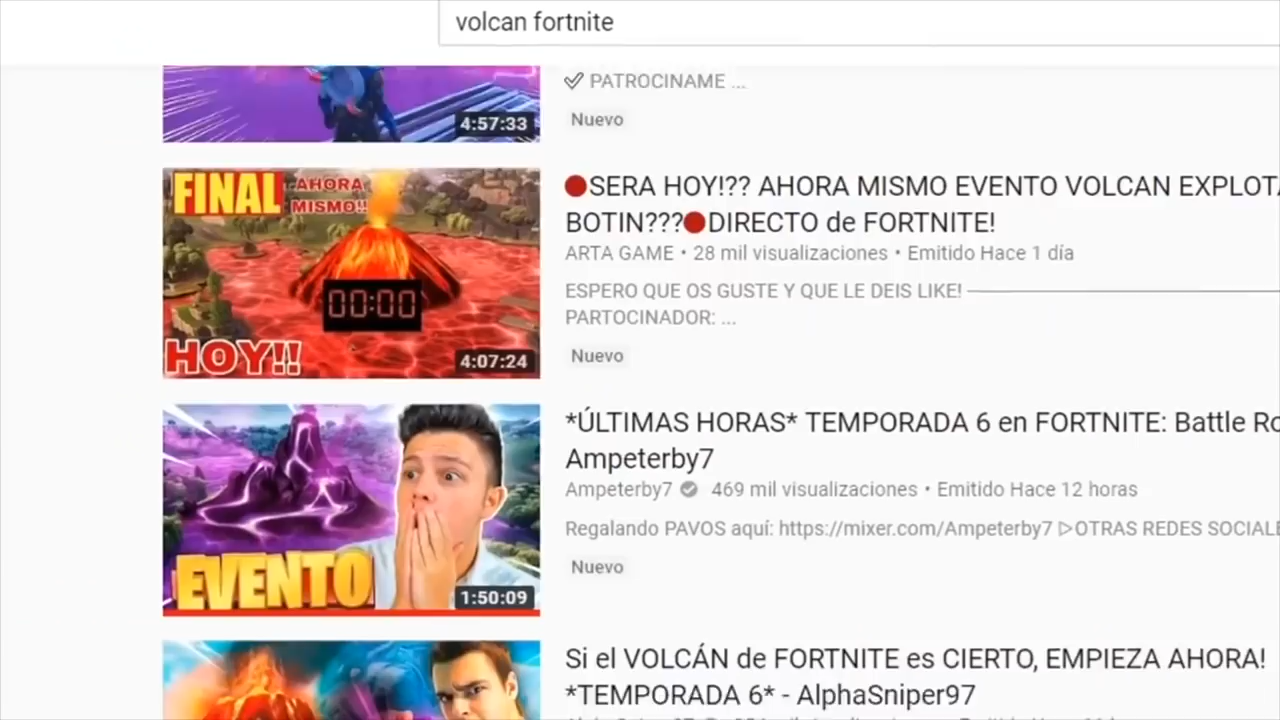 volcan fortnite
PATROCINAME ...
4:57:33
Nuevo
FINAL AHORA
MISMO!!
00:00
HOY!!
4:07:24
SERA HOY!?? AHORA MISMO EVENTO VOLCAN EXPLOTA
BOTIN??? DIRECTO de FORTNITE!
ARTA GAME • 28 mil visualizaciones • Emitido Hace 1 día
ESPERO QUE OS GUSTE Y QUE LE DEIS LIKE!
PARTOCINADOR: ...
Nuevo
EVENTO
1:50:09
*ÚLTIMAS HORAS* TEMPORADA 6 en FORTNITE: Battle Ro
Ampeterby7
Ampeterby7 469 mil visualizaciones • Emitido Hace 12 horas
Regalando PAVOS aquí: https://mixer.com/Ampeterby7 ▷OTRAS REDES SOCIALE
Nuevo
Si el VOLCÁN de FORTNITE es CIERTO, EMPIEZA AHORA!
*TEMPORADA 6* - AlphaSniper97